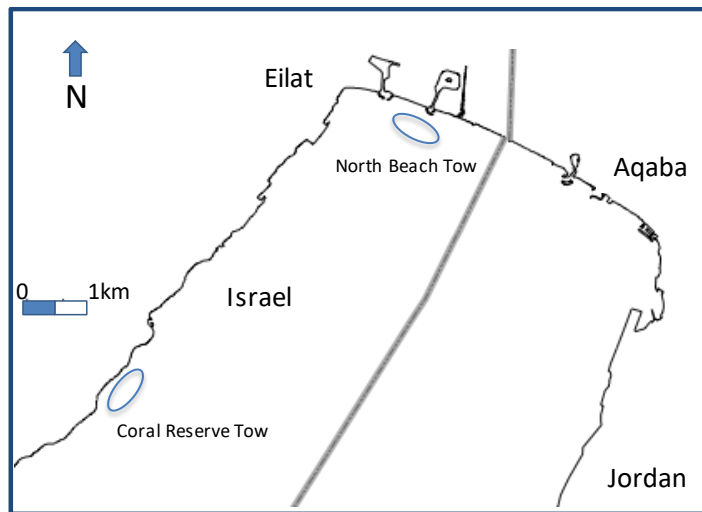 Eilat
N
North Beach Tow
Aqaba
0 1km
Israel
Coral Reserve Tow
Jordan